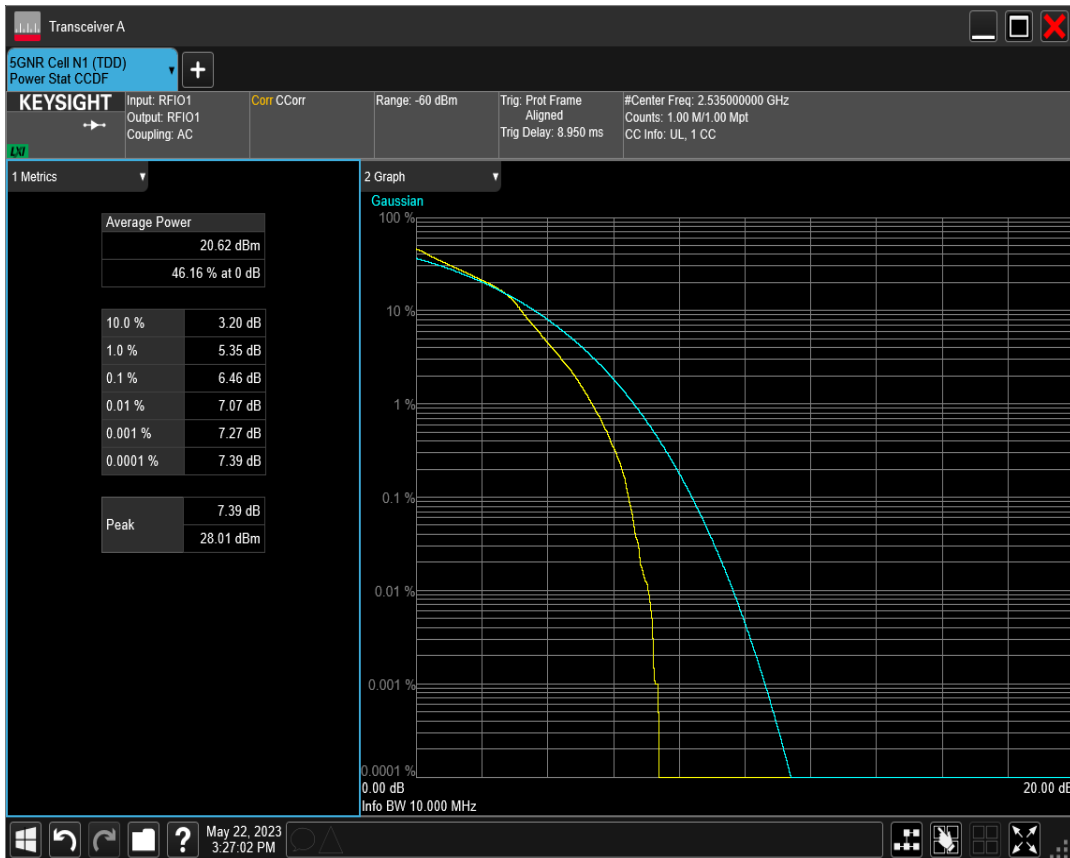 Transceiver A
5GNR Cell N1 (TDD)
Power Stat CCDF
KEYSIGHT
LXI
Input: RFIO1
Output: RFIO1
Coupling: AC
Corr CCorr
Range: -60 dBm
Trig: Prot Frame
Aligned
Trig Delay: 8.950 ms
#Center Freq: 2.535000000 GHz
Counts: 1.00 M/1.00 Mpt
CC Info: UL, 1 CC
1 Metrics
Average Power
20.62 dBm
46.16 % at 0 dB
10.0 % 3.20 dB
1.0 % 5.35 dB
0.1 % 6.46 dB
0.01 % 7.07 dB
0.001 % 7.27 dB
0.0001 % 7.39 dB
Peak
7.39 dB
28.01 dBm
2 Graph
Gaussian
100 %
10 %
1 %
0.1 %
0.01 %
0.001 %
0.0001 %
0.00 dB
20.00 dB
Info BW 10.000 MHz
May 22, 2023
3:27:02 PM